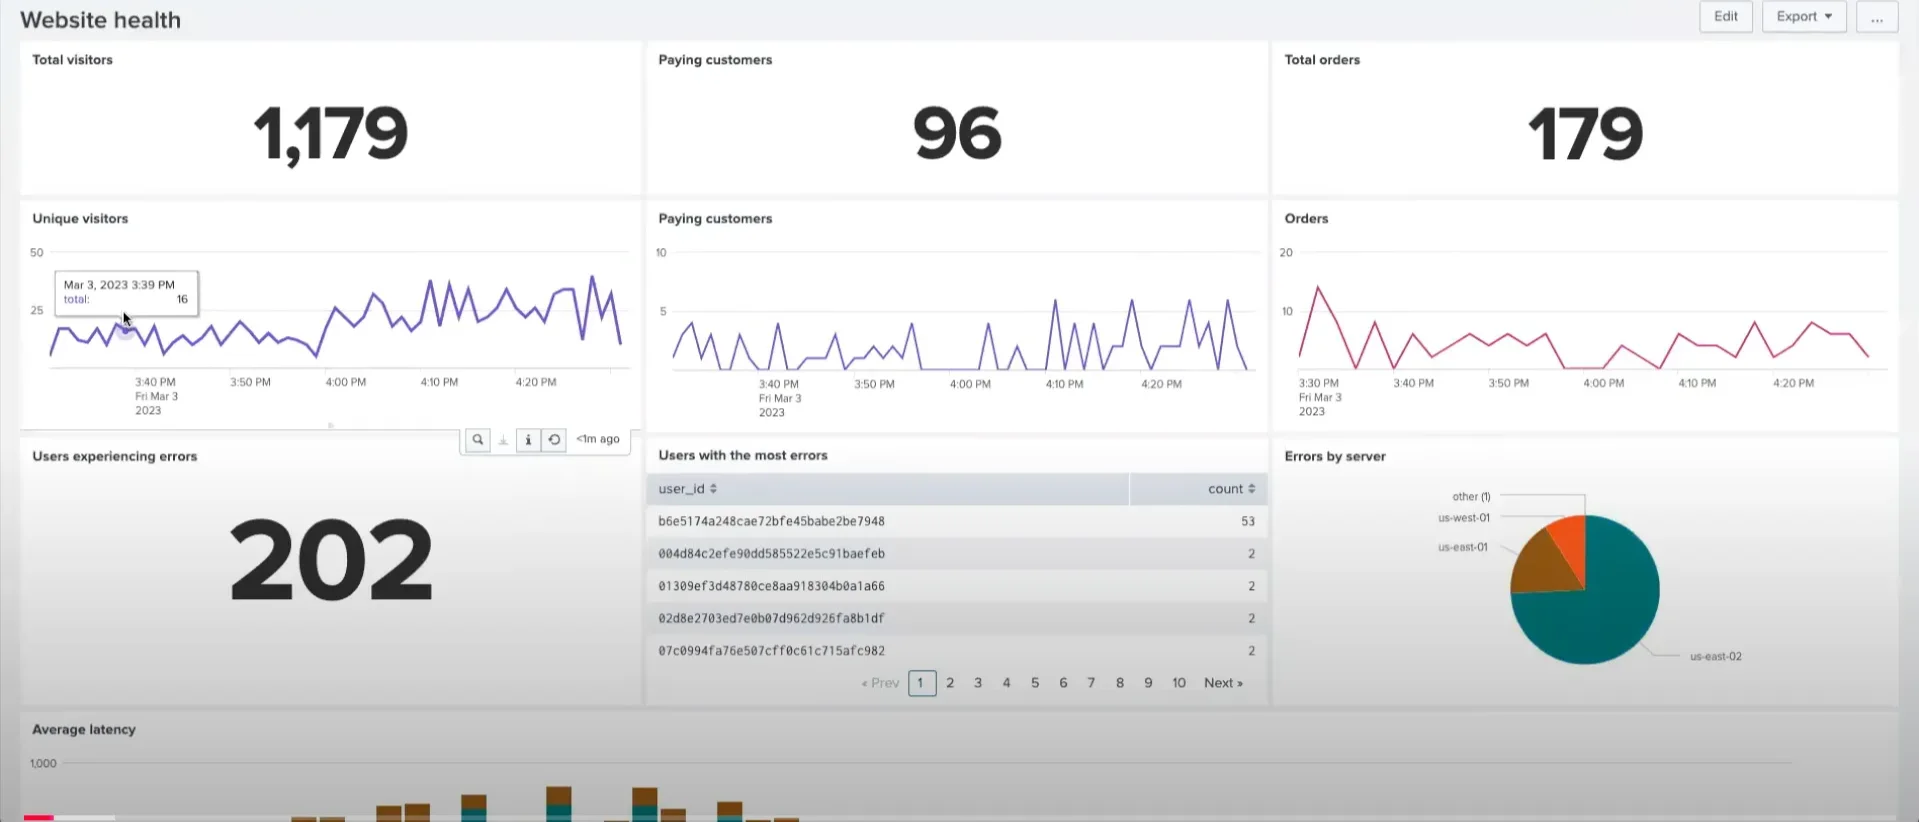 Website health
Edit
Export
...
Total visitors
1,179
Paying customers
96
Total orders
179
Unique visitors
50
25
Mar 3, 2023 3:39 PM
total: 16
3:40 PM
Fri Mar 3
2023
3:50 PM
4:00 PM
4:10 PM
4:20 PM
<1m ago
Paying customers
10
5
3:40 PM
Fri Mar 3
2023
3:50 PM
4:00 PM
4:10 PM
4:20 PM
Orders
20
10
3:30 PM
Fri Mar 3
2023
3:40 PM
3:50 PM
4:00 PM
4:10 PM
4:20 PM
Users experiencing errors
202
Users with the most errors
user_id count
b6e5174a248cae72bfe45babe2be7948 53
004d84c2efe90dd585522e5c91baefeb 2
01309ef3d48780ce8aa918304b0a1a66 2
02d8e2703ed7e0b07d962d926fa8b1df 2
07c0994fa76e507cff0c61c715afc982 2
« Prev 1 2 3 4 5 6 7 8 9 10 Next »
Errors by server
other (1)
us-west-01
us-east-01
us-east-02
Average latency
1,000